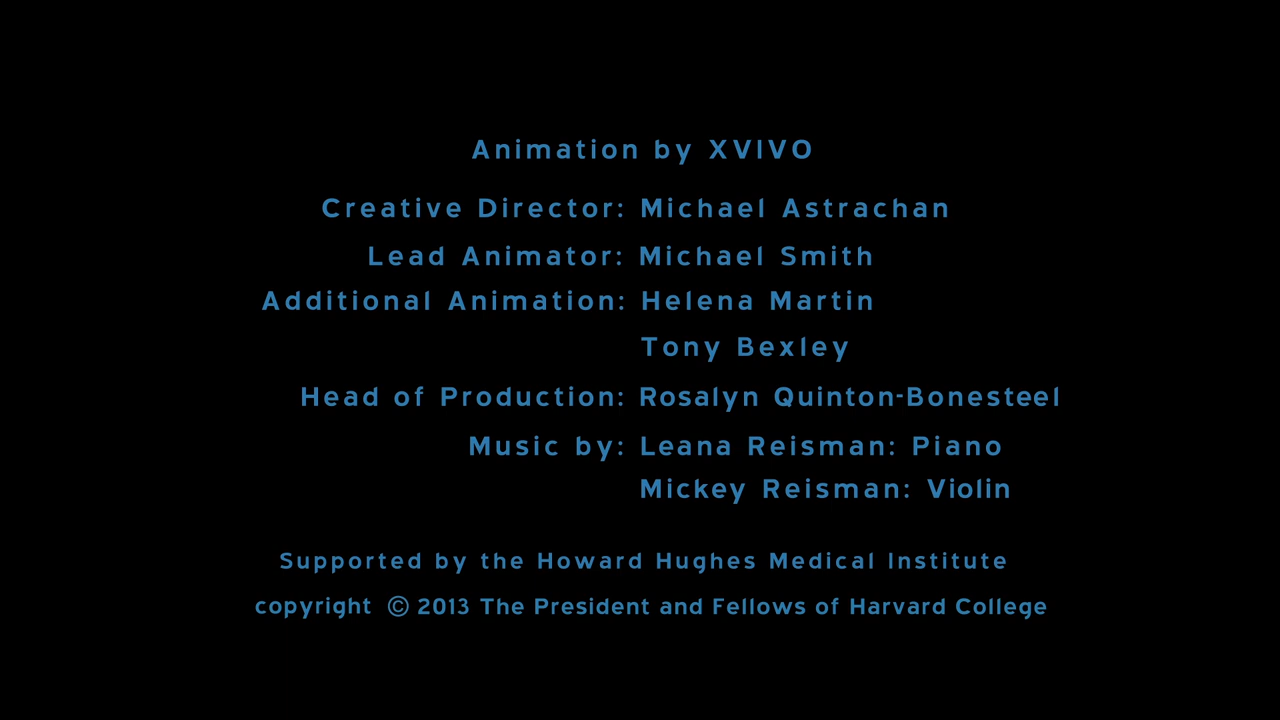 Animation by XVIVO
Creative Director: Michael Astrachan
Lead Animator: Michael Smith
Additional Animation: Helena Martin
Tony Bexley
Head of Production: Rosalyn Quinton-Bonesteel
Music by: Leana Reisman: Piano
Mickey Reisman: Violin
Supported by the Howard Hughes Medical Institute
copyright © 2013 The President and Fellows of Harvard College